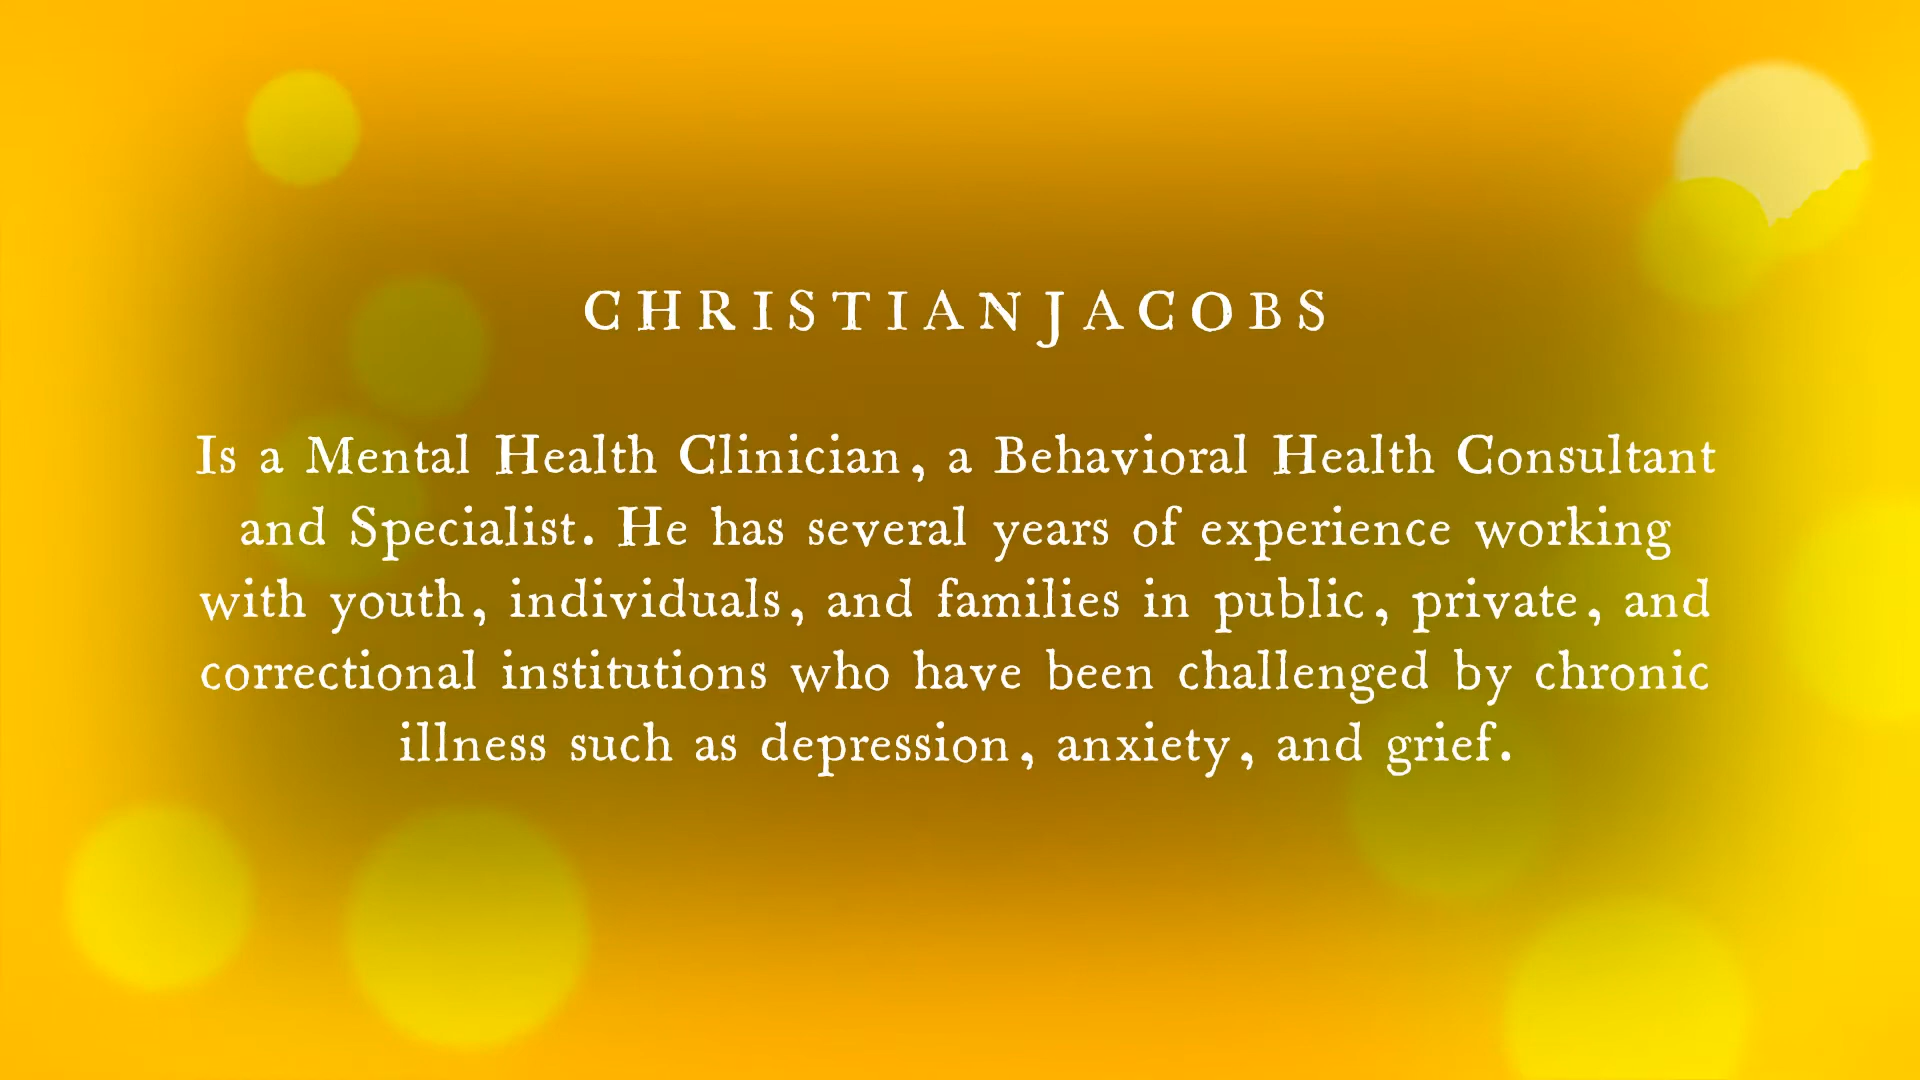 CHRISTIANJACOBS
Is a Mental Health Clinician, a Behavioral Health Consultant
and Specialist. He has several years of experience working
with youth, individuals, and families in public, private, and
correctional institutions who have been challenged by chronic
illness such as depression, anxiety, and grief.